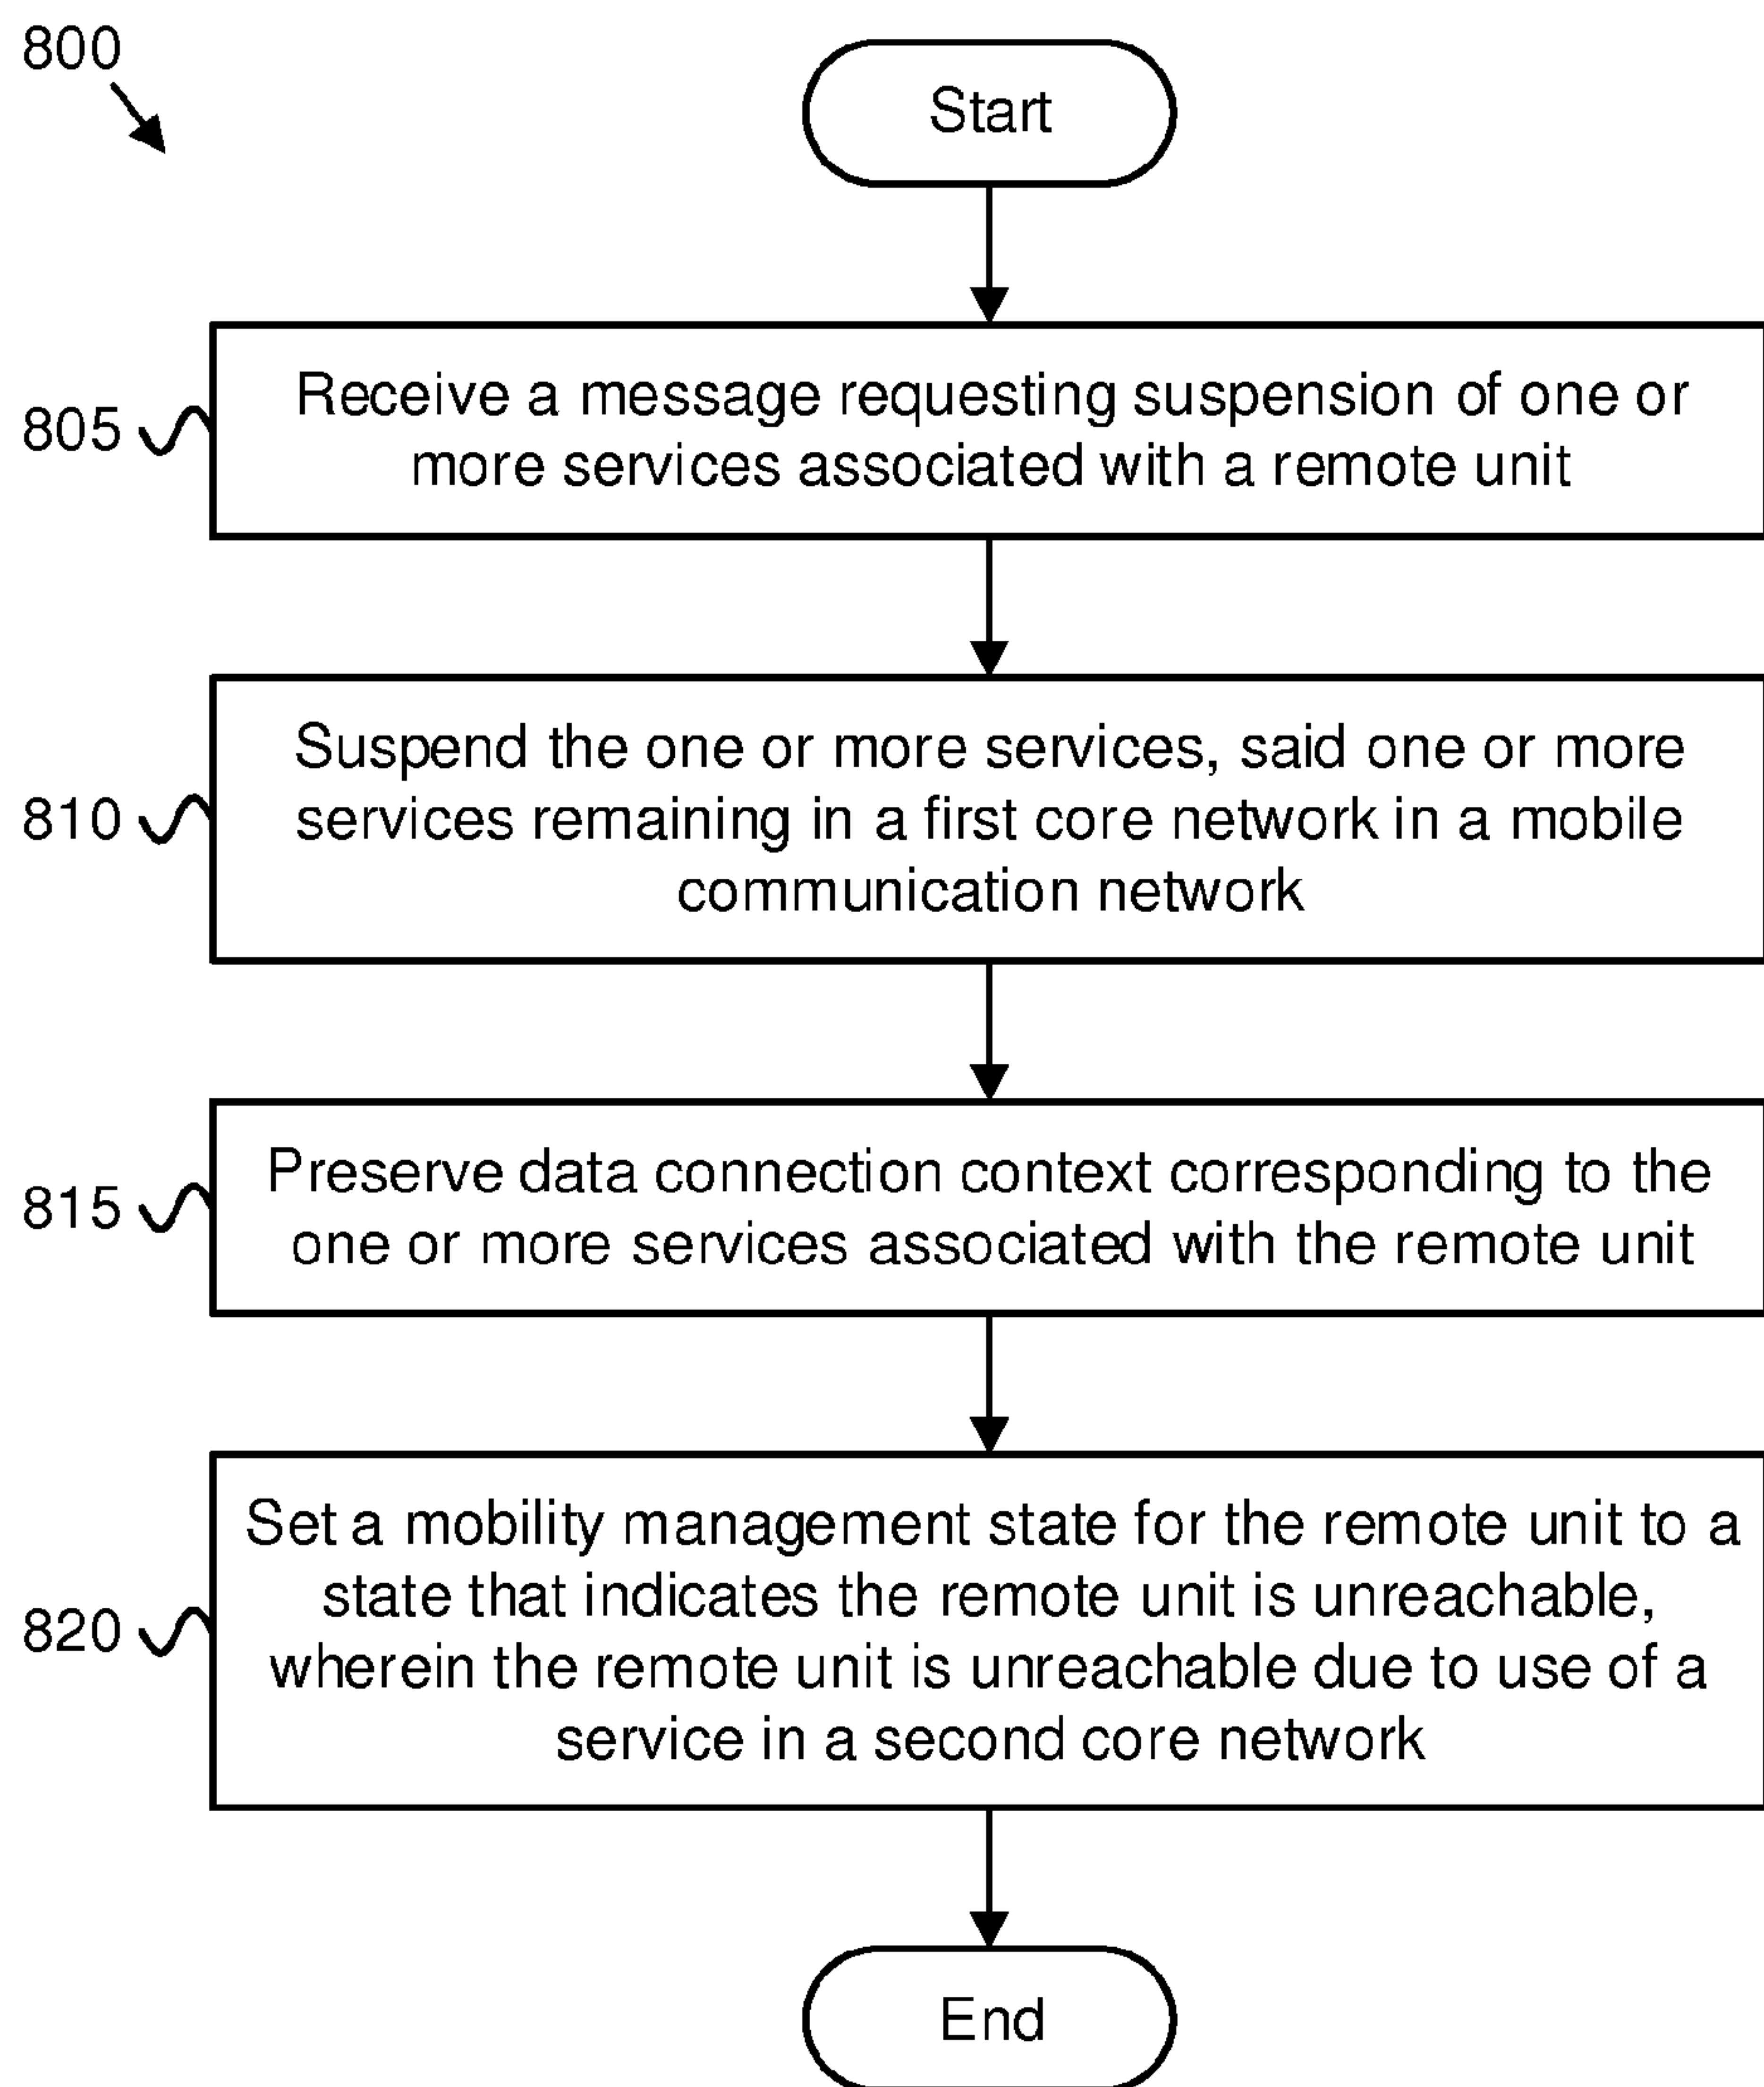 800
Start
805
Receive a message requesting suspension of one or
more services associated with a remote unit
810
Suspend the one or more services, said one or more
services remaining in a first core network in a mobile
communication network
815
Preserve data connection context corresponding to the
one or more services associated with the remote unit
820
Set a mobility management state for the remote unit to a
state that indicates the remote unit is unreachable,
wherein the remote unit is unreachable due to use of a
service in a second core network
End